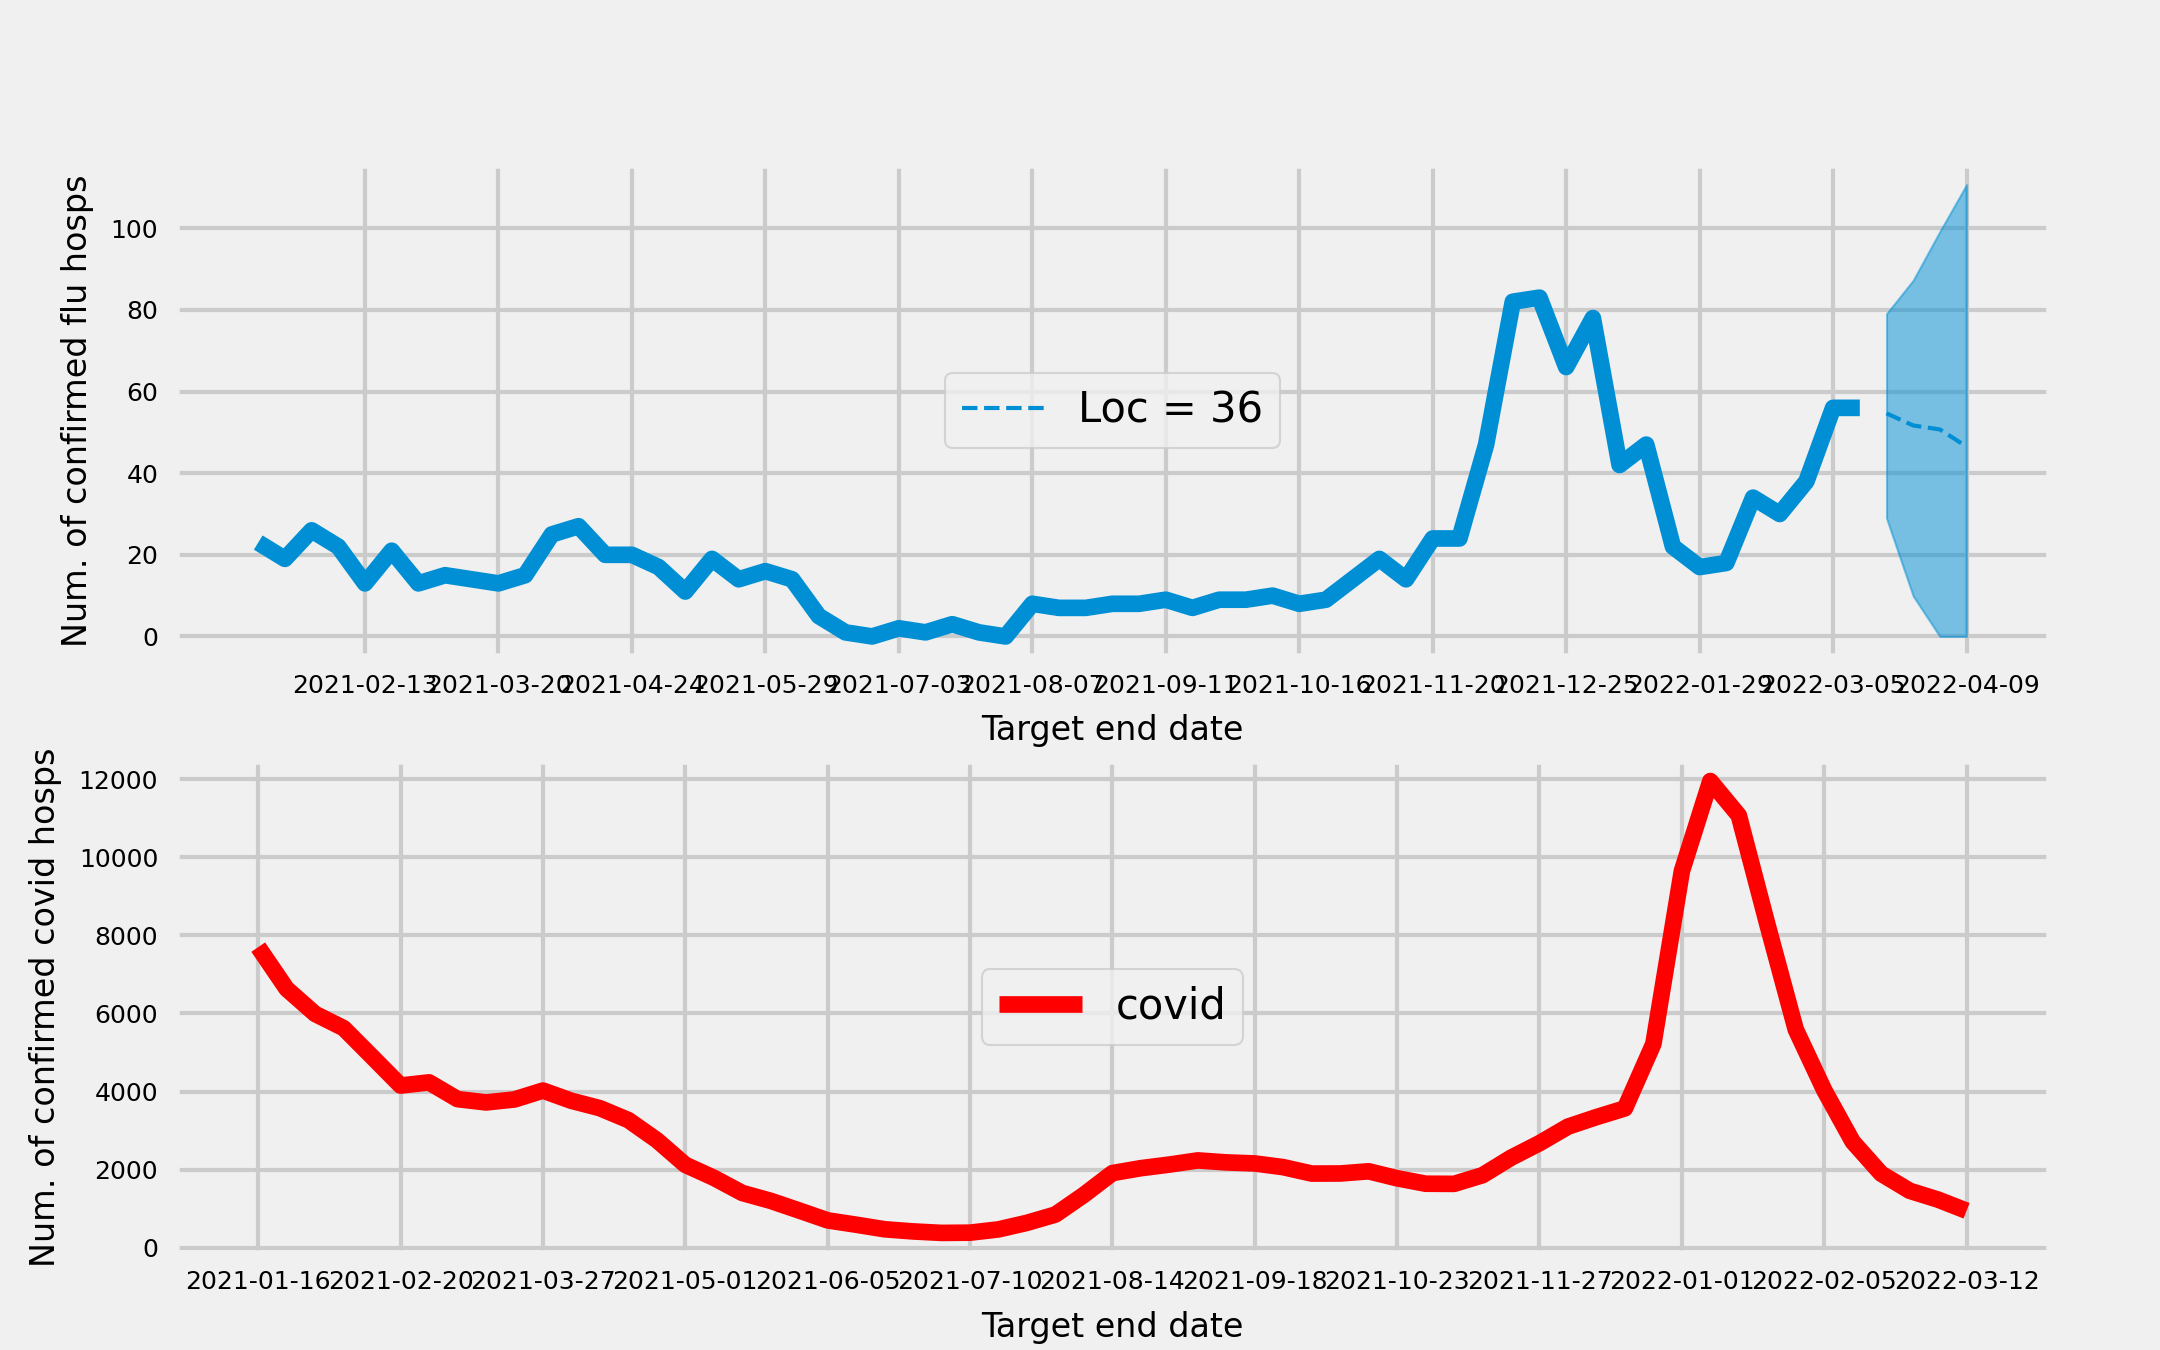 Num. of confirmed flu hosps
100
80
60
40
20
0
Loc = 36
2021-02-13 2021-03-20 2021-04-24 2021-05-29 2021-07-03 2021-08-07 2021-09-11 2021-10-16 2021-11-20 2021-12-25 2022-01-29 2022-03-05 2022-04-09
Target end date
Num. of confirmed covid hosps
12000
10000
8000
6000
4000
2000
0
covid
2021-01-16 2021-02-20 2021-03-27 2021-05-01 2021-06-05 2021-07-10 2021-08-14 2021-09-18 2021-10-23 2021-11-27 2022-01-01 2022-02-05 2022-03-12
Target end date